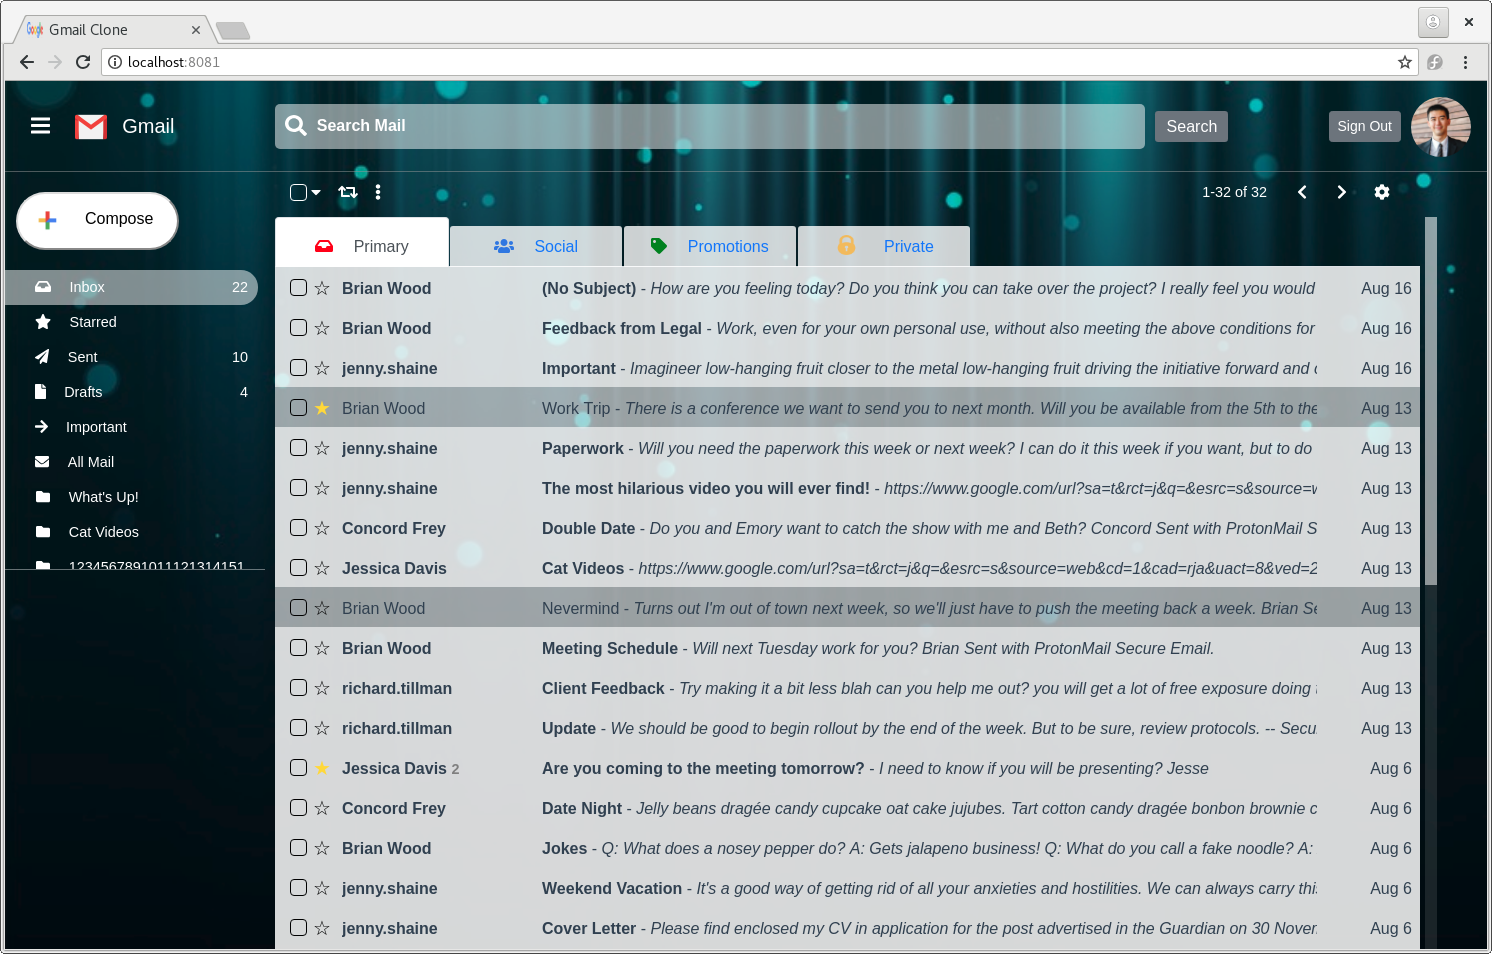 Gmail Clone
localhost:8081
Gmail
Search Mail
Search
Sign Out
1-32 of 32
Compose
Primary
Social
Promotions
Private
Inbox 22
Starred
Sent 10
Drafts 4
Important
All Mail
What's Up!
Cat Videos
1234567891011121314151
Brian Wood (No Subject) - How are you feeling today? Do you think you can take over the project? I really feel you would Aug 16
Brian Wood Feedback from Legal - Work, even for your own personal use, without also meeting the above conditions for Aug 16
jenny.shaine Important - Imagineer low-hanging fruit closer to the metal low-hanging fruit driving the initiative forward and Aug 16
Brian Wood Work Trip - There is a conference we want to send you to next month. Will you be available from the 5th to the Aug 13
jenny.shaine Paperwork - Will you need the paperwork this week or next week? I can do it this week if you want, but to do Aug 13
jenny.shaine The most hilarious video you will ever find! - https://www.google.com/url?sa=t&rct=j&q=&esrc=s&source=w Aug 13
Concord Frey Double Date - Do you and Emory want to catch the show with me and Beth? Concord Sent with ProtonMail S Aug 13
Jessica Davis Cat Videos - https://www.google.com/url?sa=t&rct=j&q=&esrc=s&source=web&cd=1&cad=rja&uact=8&ved=2 Aug 13
Brian Wood Nevermind - Turns out I'm out of town next week, so we'll just have to push the meeting back a week. Brian Se Aug 13
Brian Wood Meeting Schedule - Will next Tuesday work for you? Brian Sent with ProtonMail Secure Email. Aug 13
richard.tillman Client Feedback - Try making it a bit less blah can you help me out? you will get a lot of free exposure doing Aug 13
richard.tillman Update - We should be good to begin rollout by the end of the week. But to be sure, review protocols. -- Secu Aug 13
Jessica Davis 2 Are you coming to the meeting tomorrow? - I need to know if you will be presenting? Jesse Aug 6
Concord Frey Date Night - Jelly beans dragée candy cupcake oat cake jujubes. Tart cotton candy dragée bonbon brownie c Aug 6
Brian Wood Jokes - Q: What does a nosey pepper do? A: Gets jalapeno business! Q: What do you call a fake noodle? A: Aug 6
jenny.shaine Weekend Vacation - It's a good way of getting rid of all your anxieties and hostilities. We can always carry this Aug 6
jenny.shaine Cover Letter - Please find enclosed my CV in application for the post advertised in the Guardian on 30 Nover Aug 6